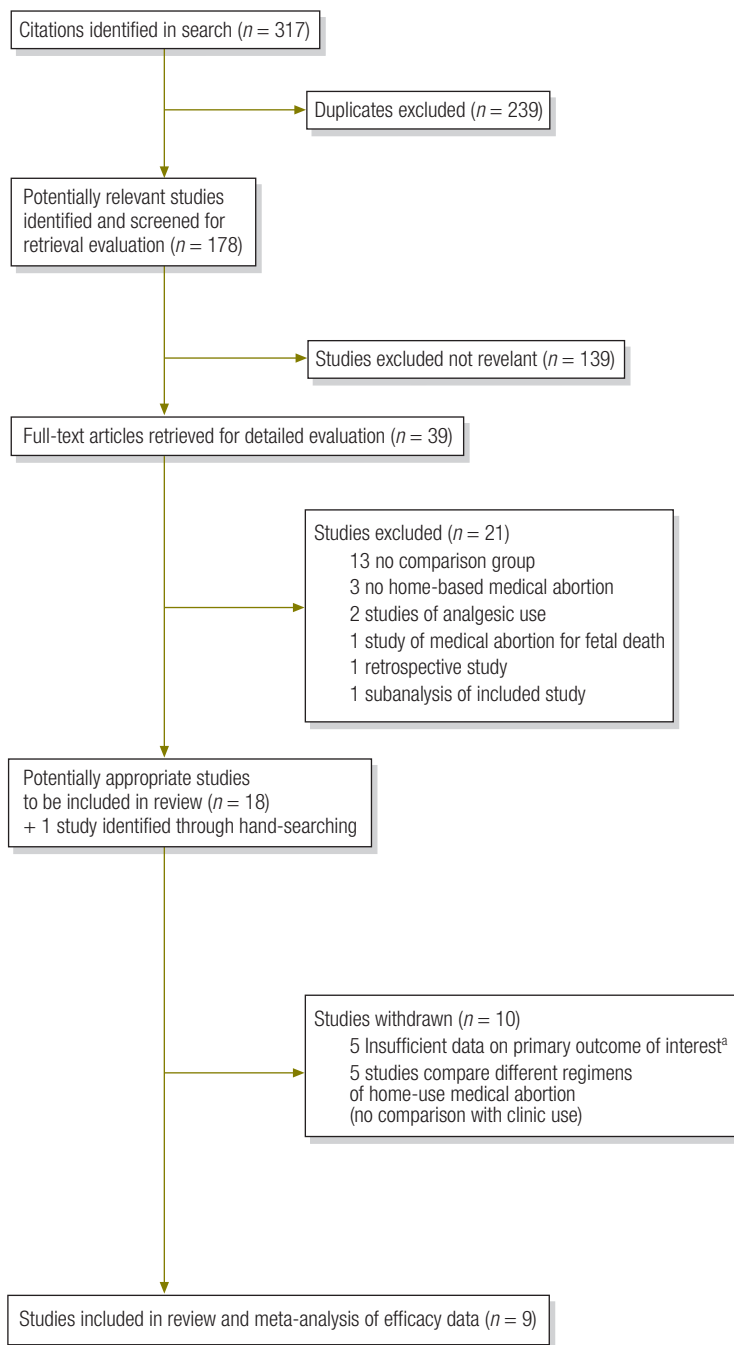 Citations identified in search (n = 317)
Duplicates excluded (n = 239)
Potentially relevant studies
identified and screened for
retrieval evaluation (n = 178)
Studies excluded not revelant (n = 139)
Full-text articles retrieved for detailed evaluation (n = 39)
Studies excluded (n = 21)
13 no comparison group
3 no home-based medical abortion
2 studies of analgesic use
1 study of medical abortion for fetal death
1 retrospective study
1 subanalysis of included study
Potentially appropriate studies
to be included in review (n = 18)
+ 1 study identified through hand-searching
Studies withdrawn (n = 10)
5 Insufficient data on primary outcome of interestᵃ
5 studies compare different regimens
of home-use medical abortion
(no comparison with clinic use)
Studies included in review and meta-analysis of efficacy data (n = 9)